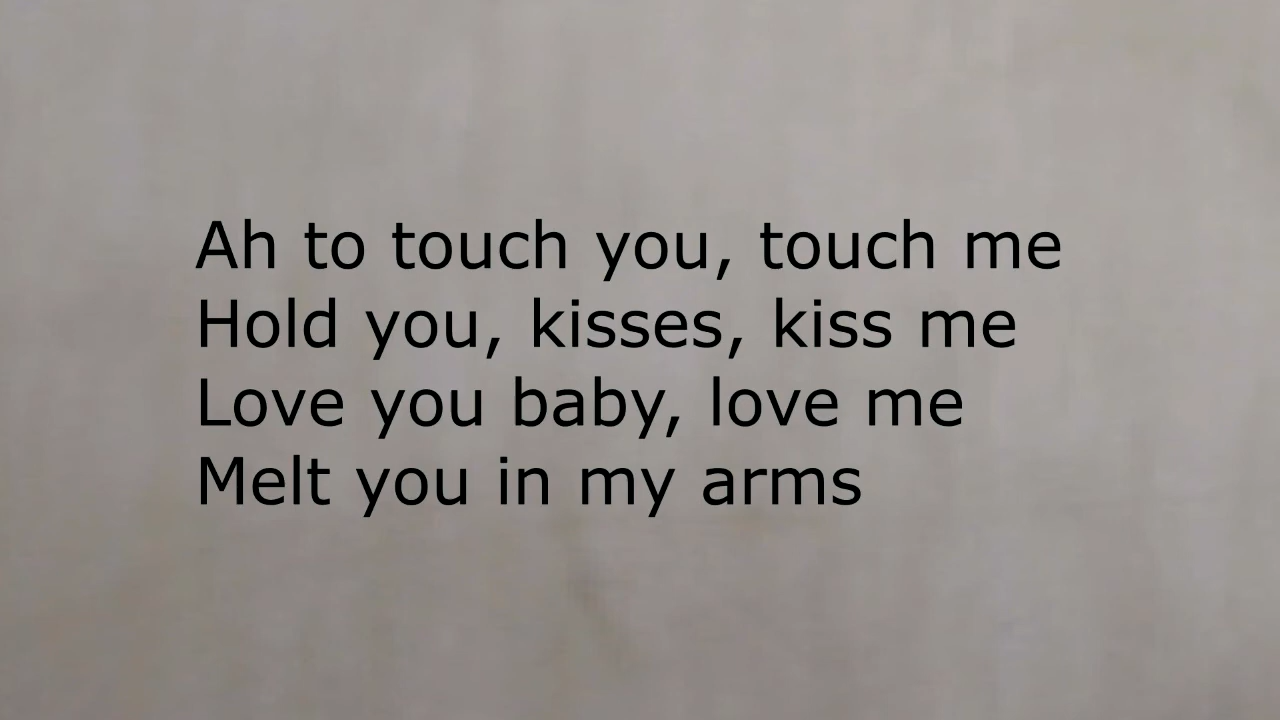 Ah to touch you, touch me
Hold you, kisses, kiss me
Love you baby, love me
Melt you in my arms